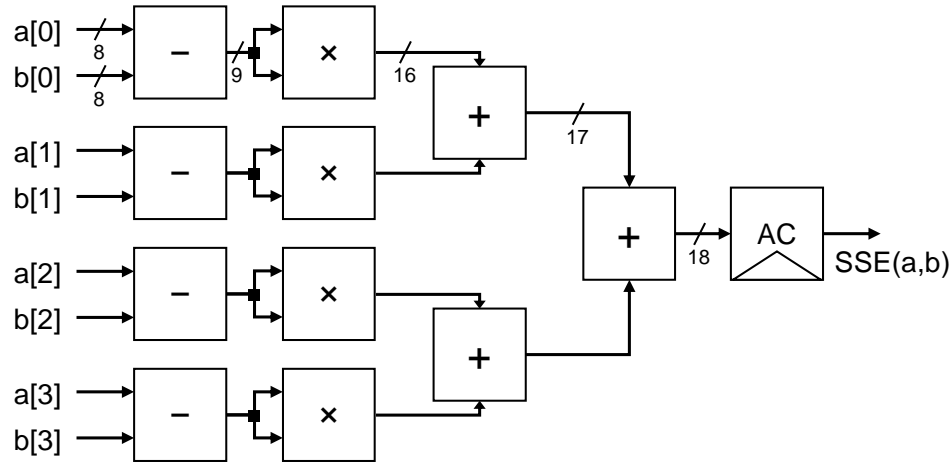 a[0]
8
b[0]
8
−
9
×
16
+
17
a[1]
b[1]
−
×
+
18
AC
SSE(a,b)
a[2]
b[2]
−
×
+
a[3]
b[3]
−
×